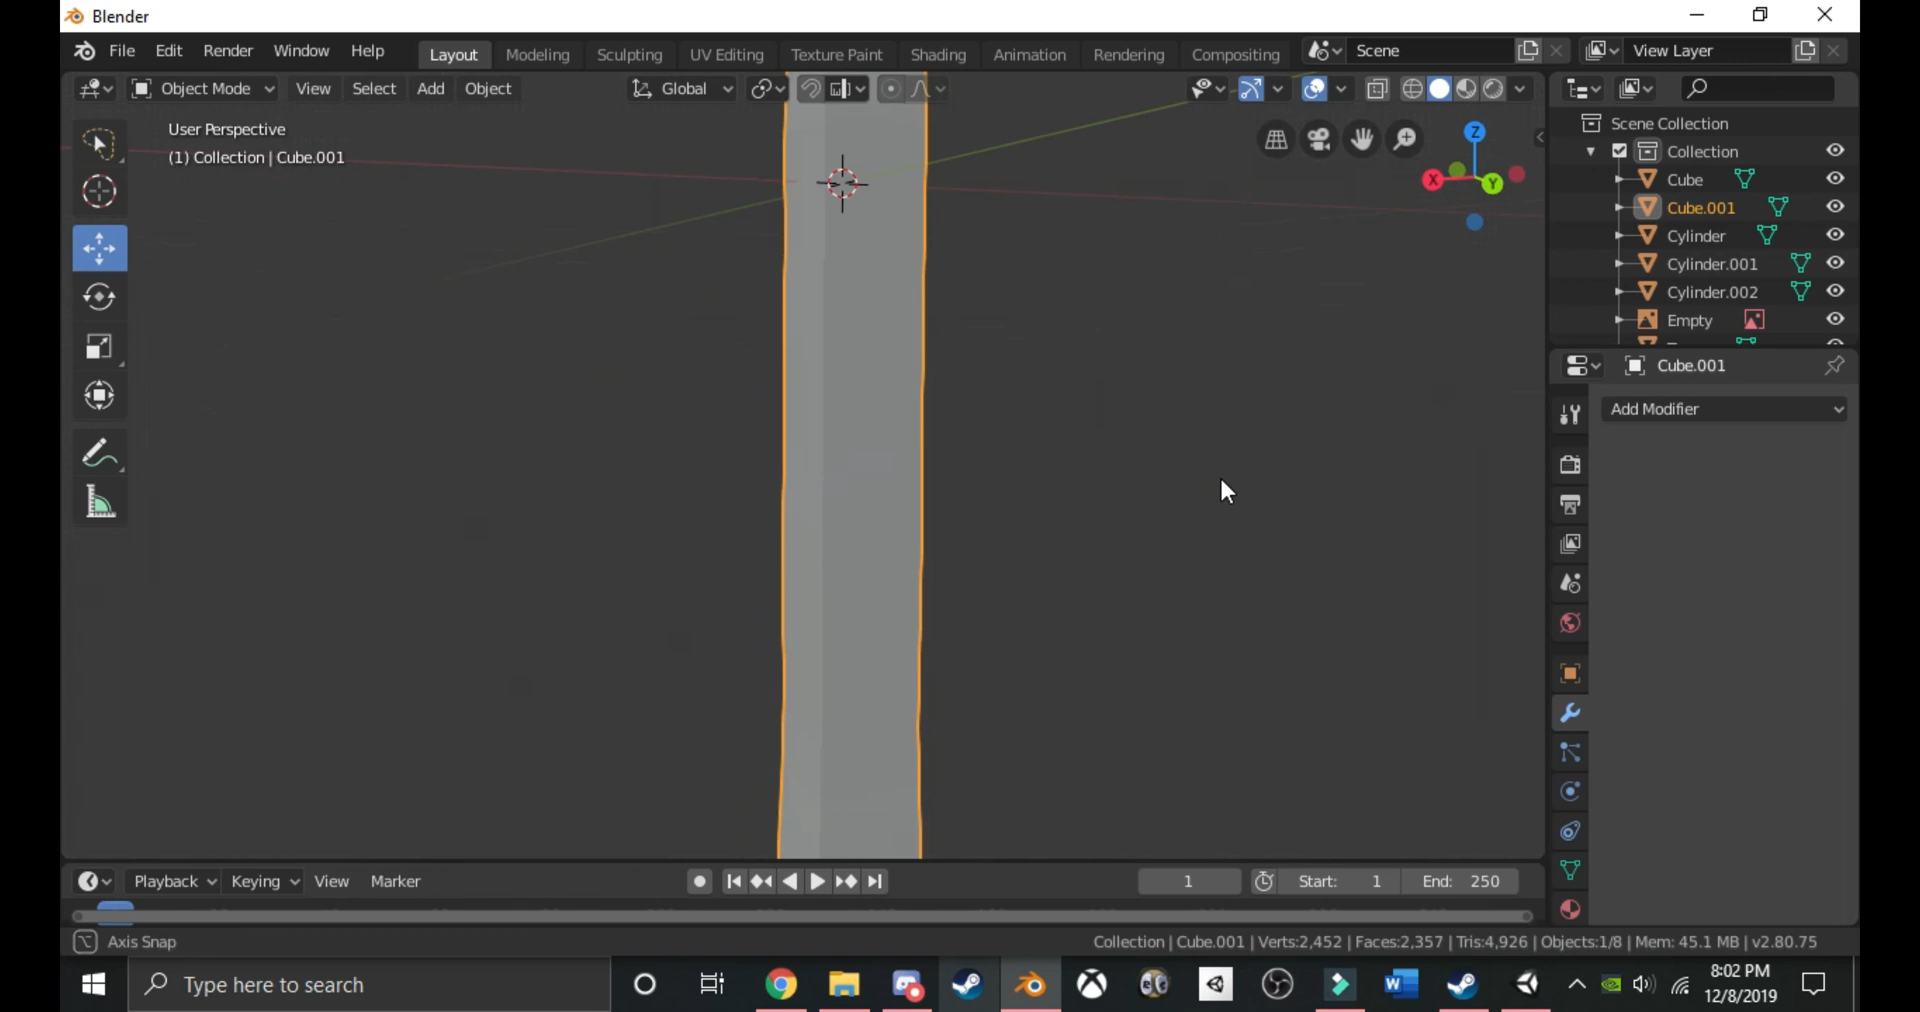 Blender
File Edit Render Window Help Layout Modeling Sculpting UV Editing Texture Paint Shading Animation Rendering Compositing Scene View Layer
Object Mode View Select Add Object Global
User Perspective
(1) Collection | Cube.001
Z
X
Y
Scene Collection
Collection
Cube
Cube.001
Cylinder
Cylinder.001
Cylinder.002
Empty
Cube.001
Add Modifier
Playback Keying View Marker 1 Start: 1 End: 250
Axis Snap Collection | Cube.001 | Verts:2,452 | Faces:2,357 | Tris:4,926 | Objects:1/8 | Mem: 45.1 MB | v2.80.75
Type here to search
8:02 PM
12/8/2019